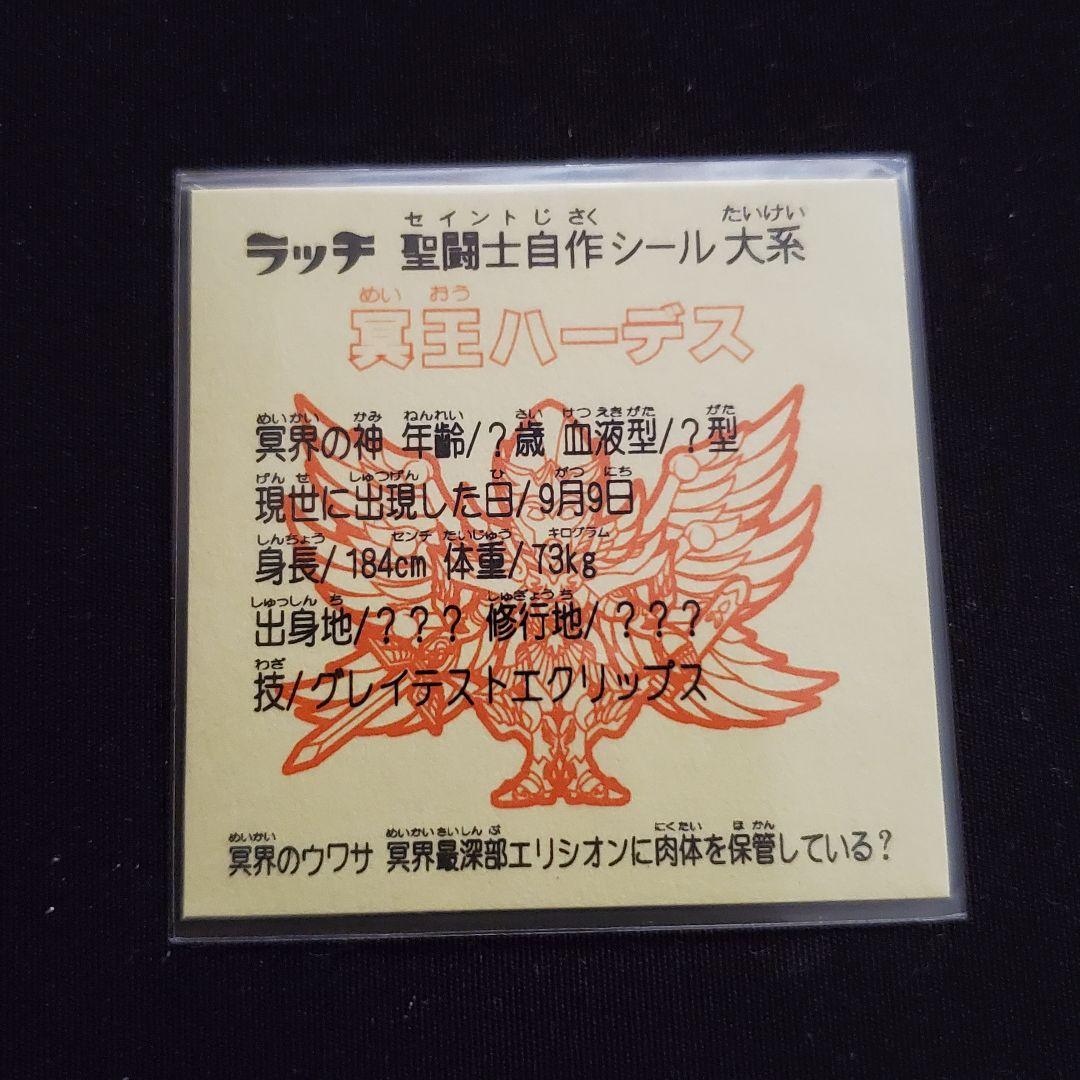 ラッチ 聖闘士自作シール大系
冥王ハーデス
冥界の神 年齢/?歳 血液型/?型
現世に出現した日/9月9日
身長/184cm 体重/73kg
出身地/??? 修行地/???
技/グレイテストエクリップス
冥界のウワサ 冥界最深部エリシオンに肉体を保管している?